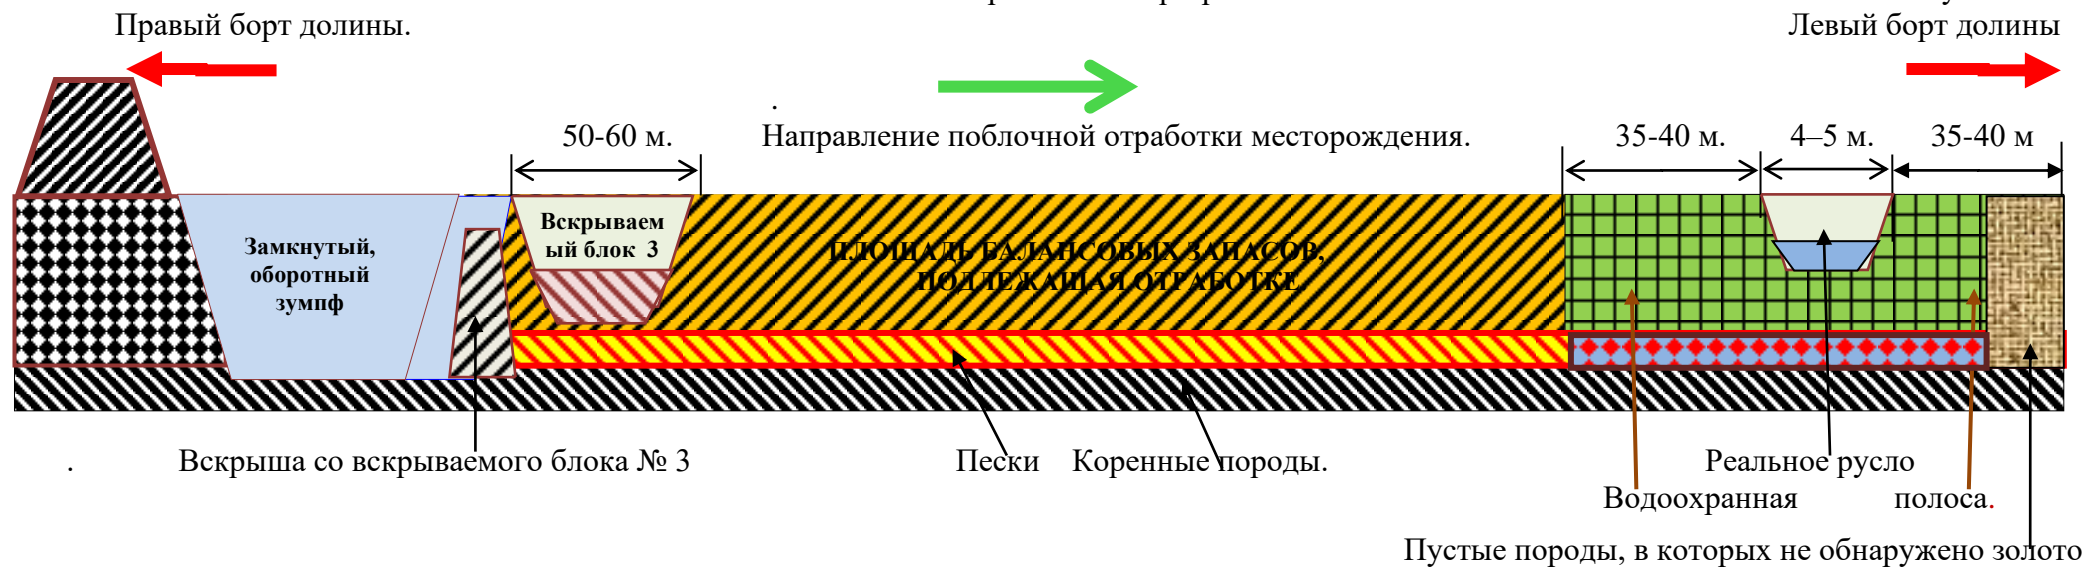 Правый борт долины.
Левый борт долины
.
50-60 м.
Направление поблочной отработки месторождения.
35-40 м.
4–5 м.
35-40 м
Вскрываем
ый блок 3
Замкнутый,
оборотный
зумпф
ПЛОЩАДЬ БАЛАНСОВЫХ ЗАПАСОВ,
ПОДЛЕЖАЩАЯ ОТРАБОТКЕ.
.
Вскрыша со вскрываемого блока № 3
Пески
Коренные породы.
Реальное русло
Водоохранная полоса.
Пустые породы, в которых не обнаружено золото